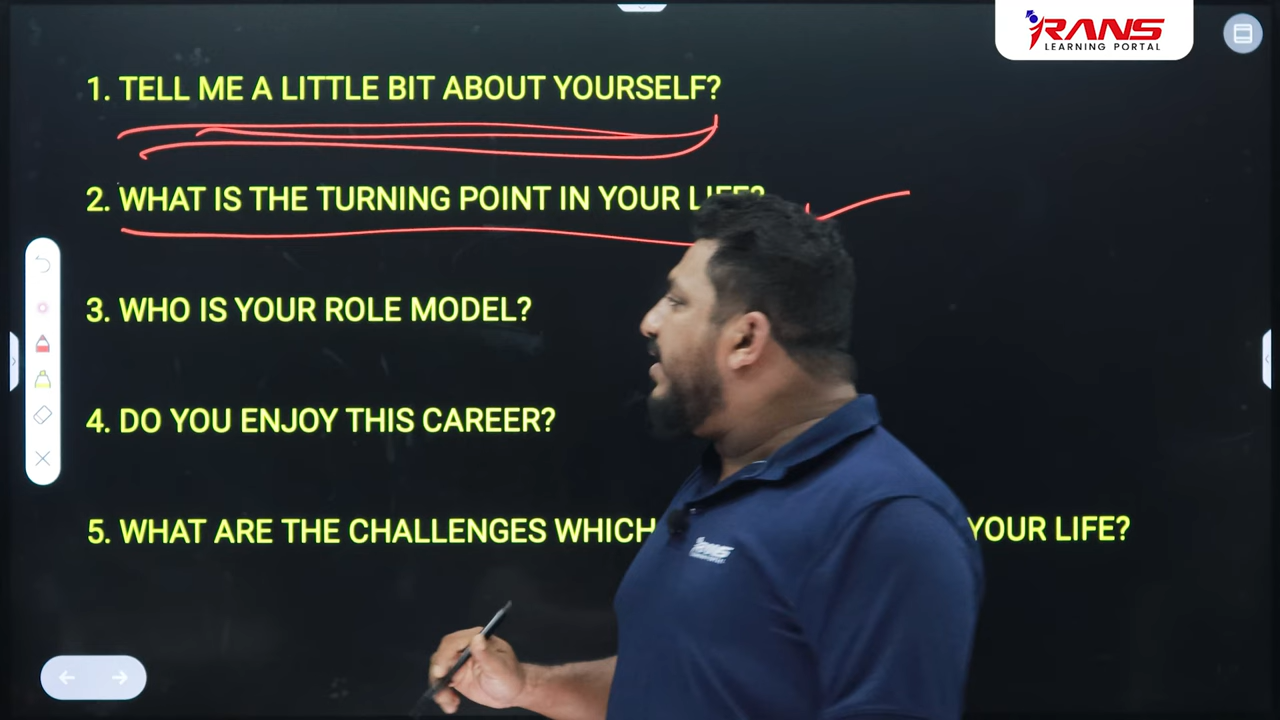 RANS
LEARNING PORTAL
1. TELL ME A LITTLE BIT ABOUT YOURSELF?
2. WHAT IS THE TURNING POINT IN YOUR LIFE?
3. WHO IS YOUR ROLE MODEL?
4. DO YOU ENJOY THIS CAREER?
5. WHAT ARE THE CHALLENGES WHICH YOUR LIFE?
RANS